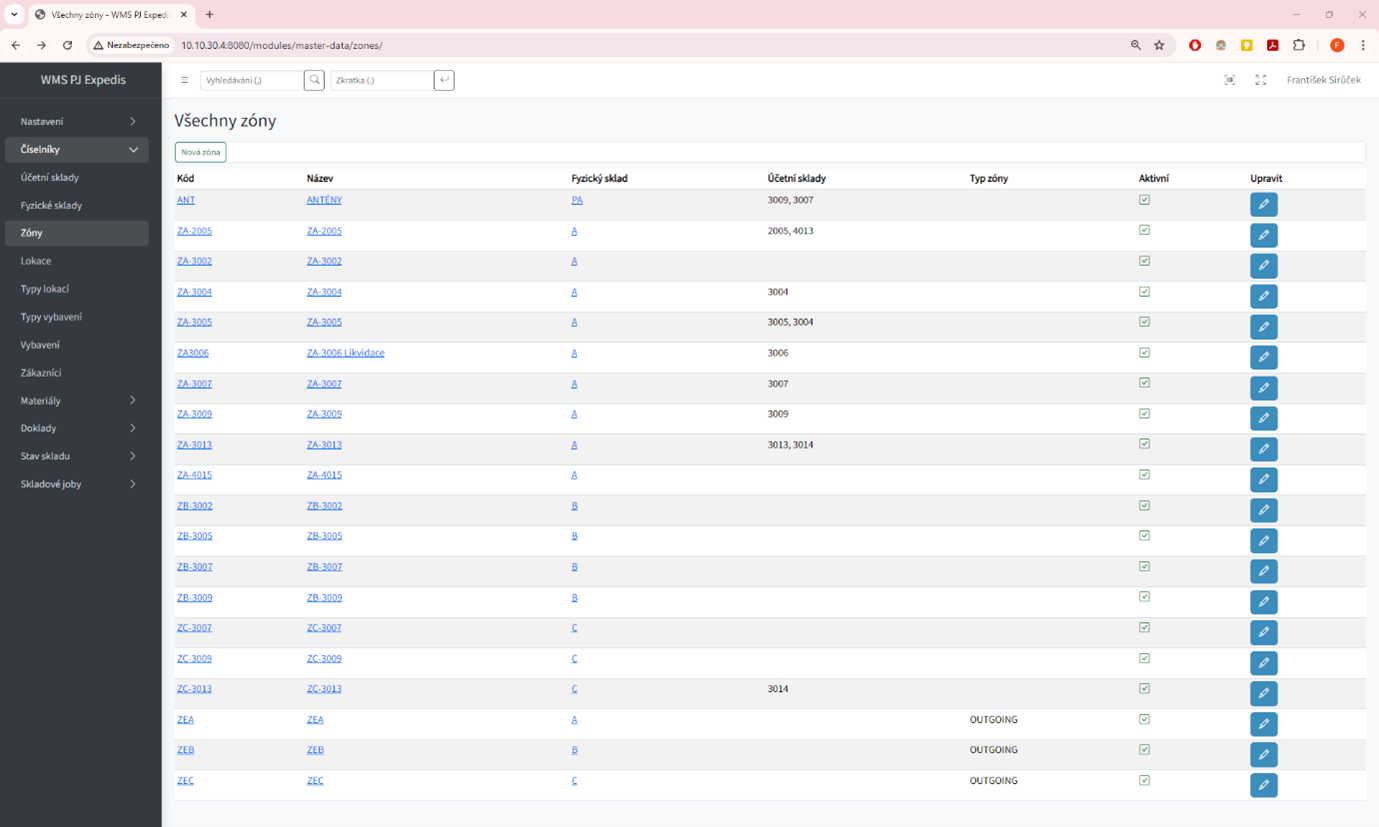 Všechny zóny - WMS PJ Expedis
Nezabezpečeno 10.10.30.4:8080/modules/master-data/zones/ F
WMS PJ Expedis Vyhledávání (,) Zkratka (.) František Sirůček
Nastavení
Číselníky
Účetní sklady
Fyzické sklady
Zóny
Lokace
Typy lokací
Typy vybavení
Vybavení
Zákazníci
Materiály
Doklady
Stav skladu
Skladové joby
Všechny zóny
Nová zóna
Kód Název Fyzický sklad Účetní sklady Typ zóny Aktivní Upravit
ANT ANTÉNY PA 3009, 3007
ZA-2005 ZA-2005 A 2005, 4013
ZA-3002 ZA-3002 A
ZA-3004 ZA-3004 A 3004
ZA-3005 ZA-3005 A 3005, 3004
ZA3006 ZA-3006 Likvidace A 3006
ZA-3007 ZA-3007 A 3007
ZA-3009 ZA-3009 A 3009
ZA-3013 ZA-3013 A 3013, 3014
ZA-4015 ZA-4015 A
ZB-3002 ZB-3002 B
ZB-3005 ZB-3005 B
ZB-3007 ZB-3007 B
ZB-3009 ZB-3009 B
ZC-3007 ZC-3007 C
ZC-3009 ZC-3009 C
ZC-3013 ZC-3013 C 3014
ZEA ZEA A OUTGOING
ZEB ZEB B OUTGOING
ZEC ZEC C OUTGOING